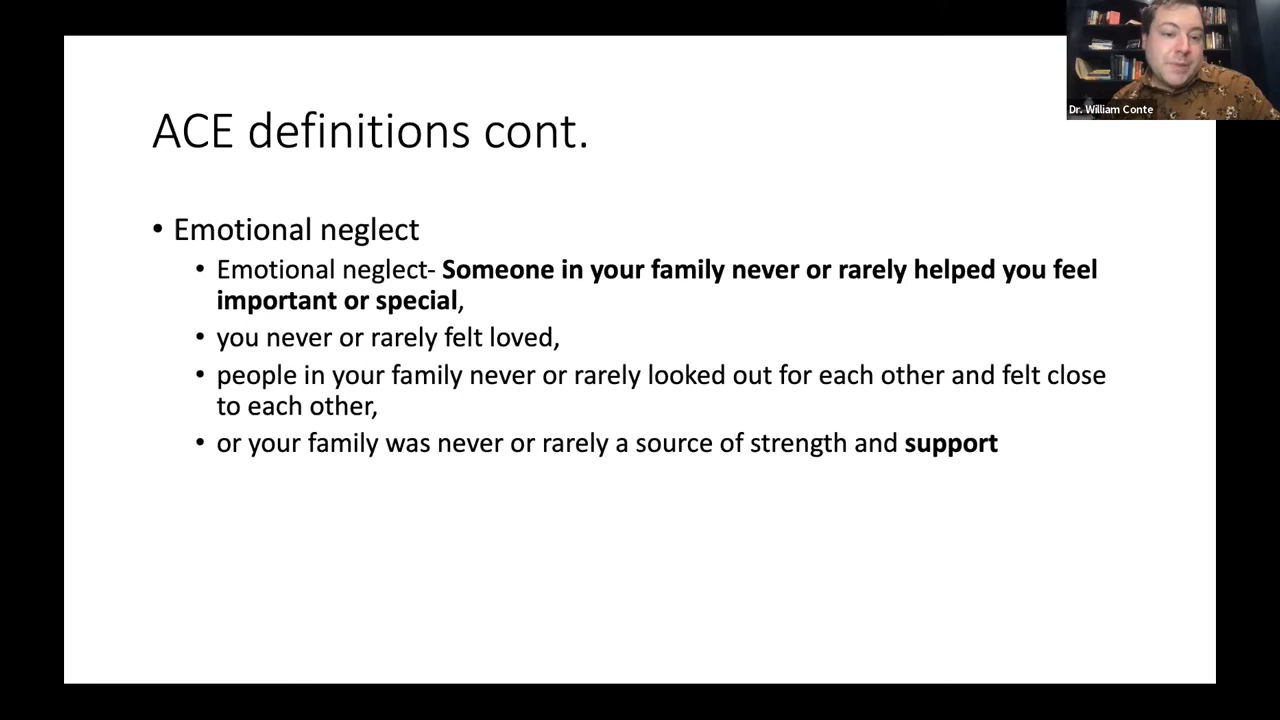 Dr. William Conte
ACE definitions cont.
• Emotional neglect
• Emotional neglect- Someone in your family never or rarely helped you feel
important or special,
• you never or rarely felt loved,
• people in your family never or rarely looked out for each other and felt close
to each other,
• or your family was never or rarely a source of strength and support